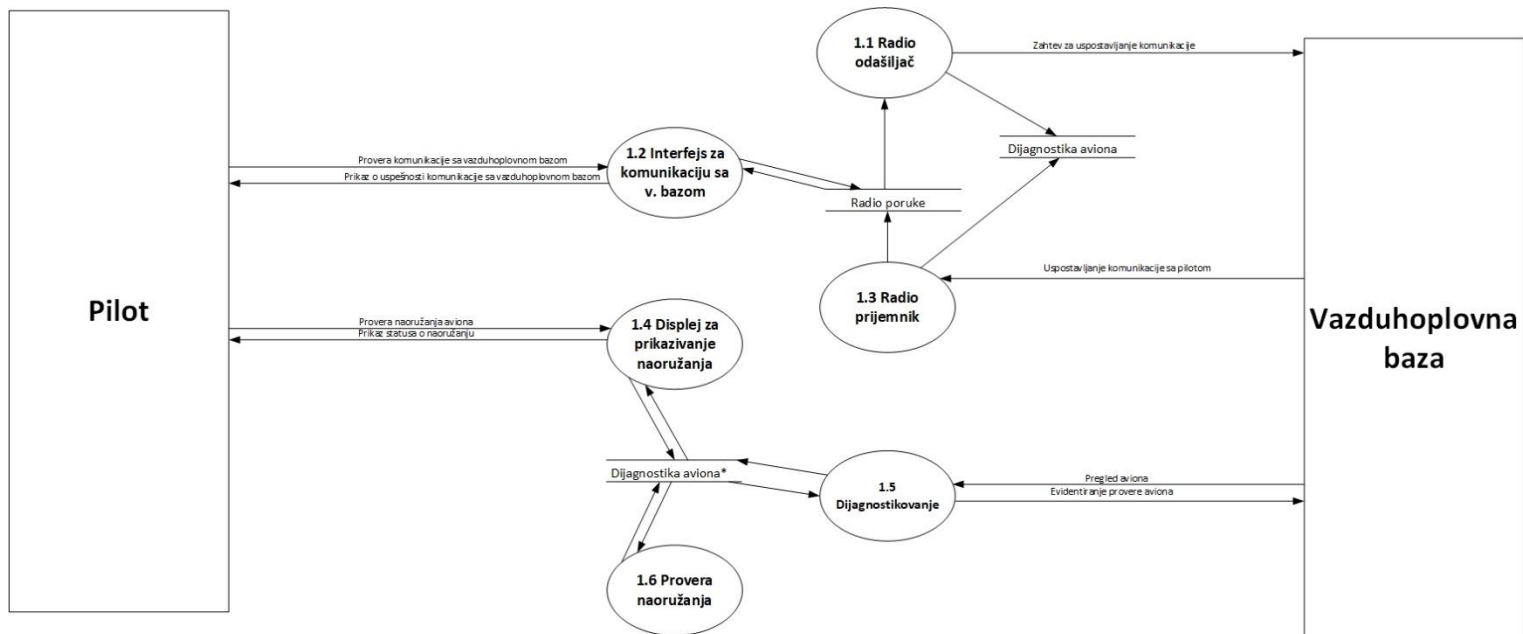 Pilot
1.1 Radio
odašiljač
Zahtev za uspostavljanje komunikacije
Dijagnostika aviona
Provera komunikacije sa vazduhoplovnom bazom
Prikaz o uspešnosti komunikacije sa vazduhoplovnom bazom
1.2 Interfejs za
komunikaciju sa
v. bazom
Radio poruke
Uspostavljanje komunikacije sa pilotom
1.3 Radio
prijemnik
Vazduhoplovna
baza
Provera naoružanja aviona
Prikaz statusa o naoružanju
1.4 Displej za
prikazivanje
naoružanja
Dijagnostika aviona*
1.5
Dijagnostikovanje
Pregled aviona
Evidentiranje provere aviona
1.6 Provera
naoružanja